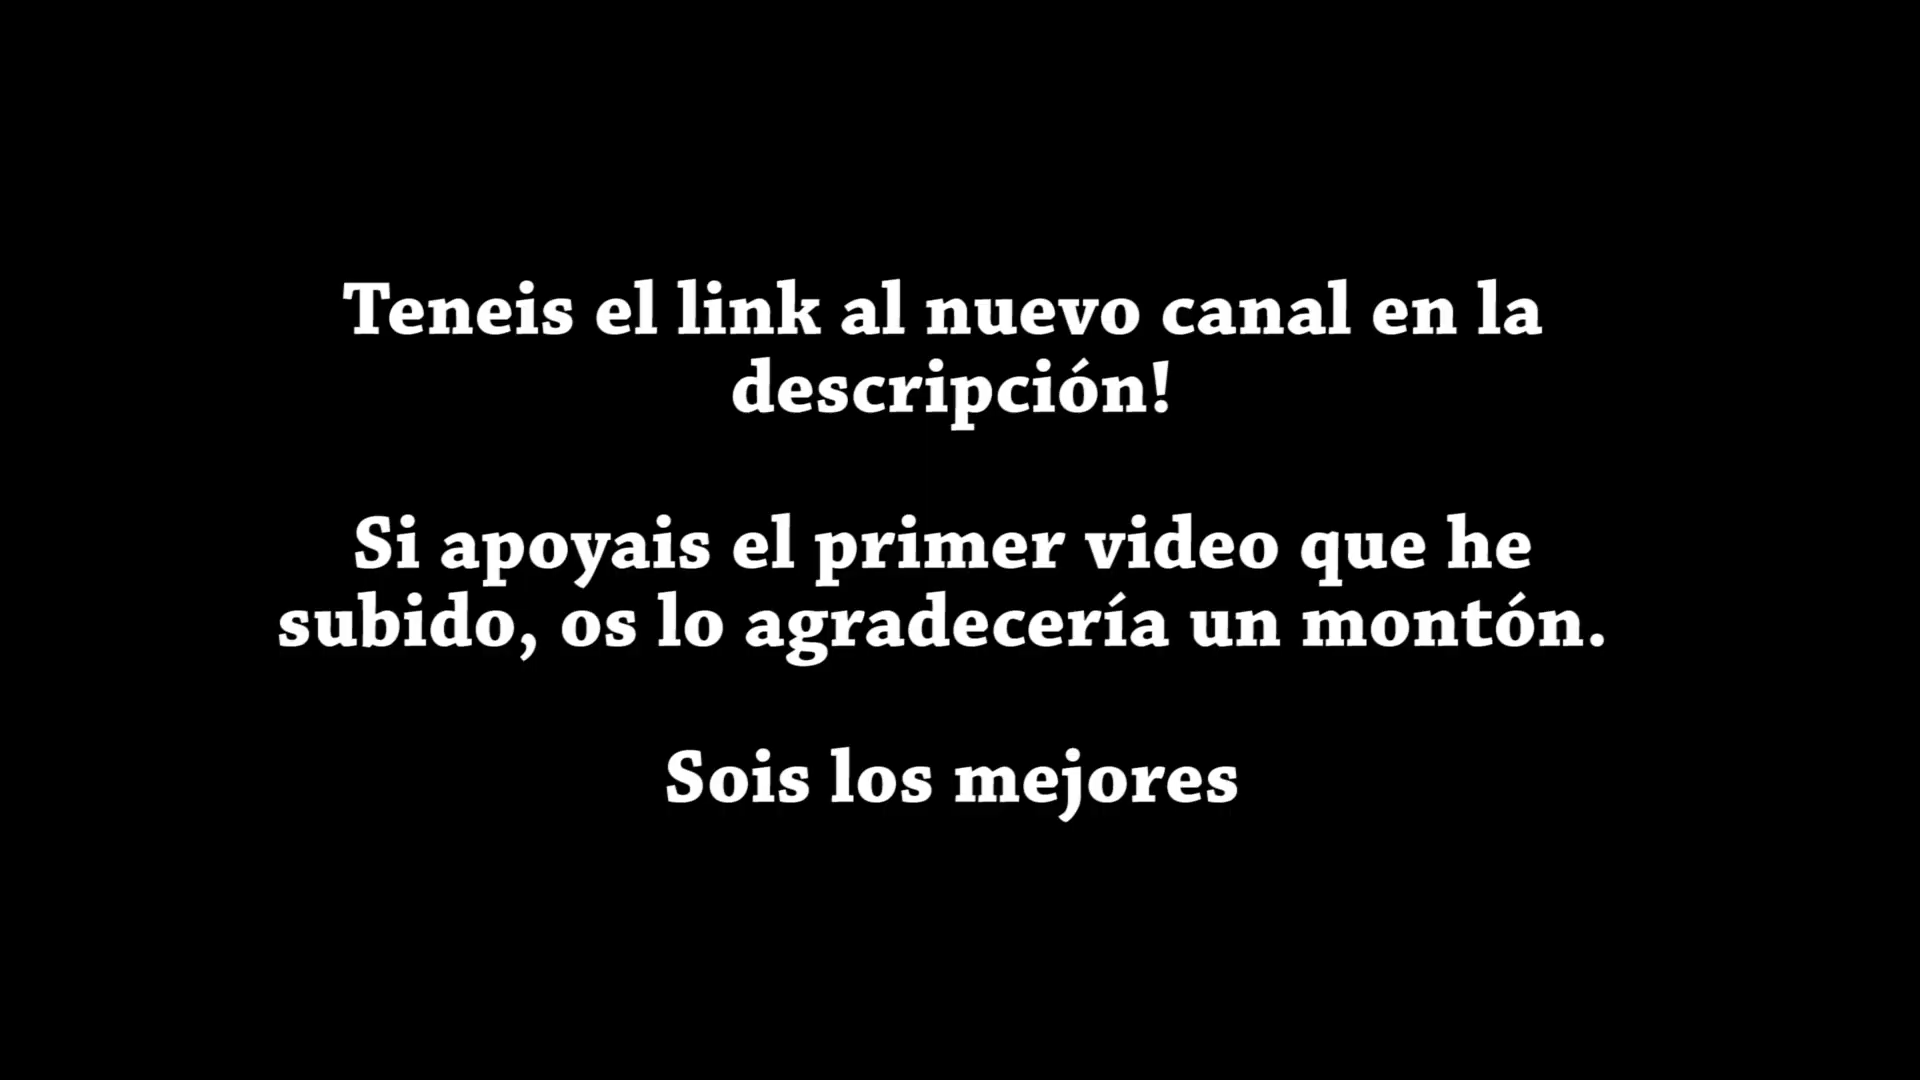 Teneis el link al nuevo canal en la
descripción!
Si apoyais el primer video que he
subido, os lo agradecería un montón.
Sois los mejores